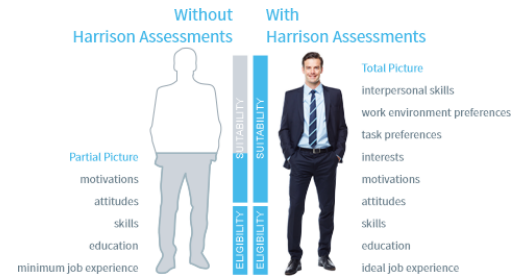 Without
Harrison Assessments
With
Harrison Assessments
SUITABILITY
SUITABILITY
ELIGIBILITY
ELIGIBILITY
Partial Picture
motivations
attitudes
skills
education
minimum job experience
Total Picture
interpersonal skills
work environment preferences
task preferences
interests
motivations
attitudes
skills
education
ideal job experience